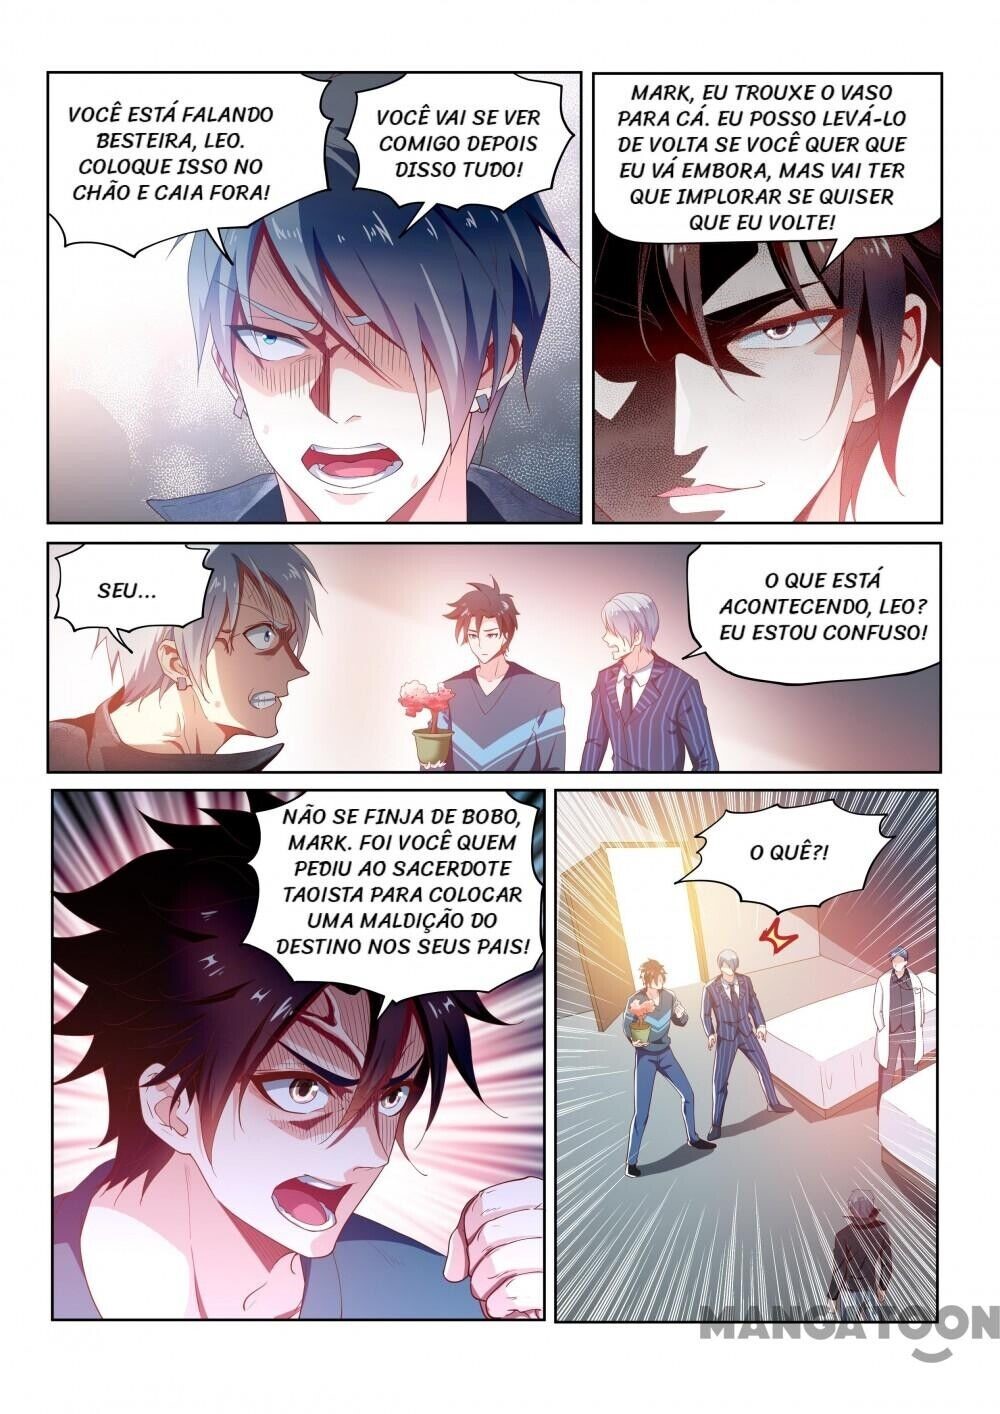 VOCÊ ESTÁ FALANDO
BESTEIRA, LEO.
COLOQUE ISSO NO
CHÃO E CAIA FORA!
VOCÊ VAI SE VER
COMIGO DEPOIS
DISSO TUDO!
MARK, EU TROUXE O VASO
PARA CÁ. EU POSSO LEVÁ-LO
DE VOLTA SE VOCÊ QUER QUE
EU VÁ EMBORA, MAS VAI TER
QUE IMPLORAR SE QUISER
QUE EU VOLTE!
SEU...
O QUE ESTÁ
ACONTECENDO, LEO?
EU ESTOU CONFUSO!
NÃO SE FINJA DE BOBO,
MARK. FOI VOCÊ QUEM
PEDIU AO SACERDOTE
TAOISTA PARA COLOCAR
UMA MALDIÇÃO DO
DESTINO NOS SEUS PAIS!
O QUÊ?!
MANGATOON